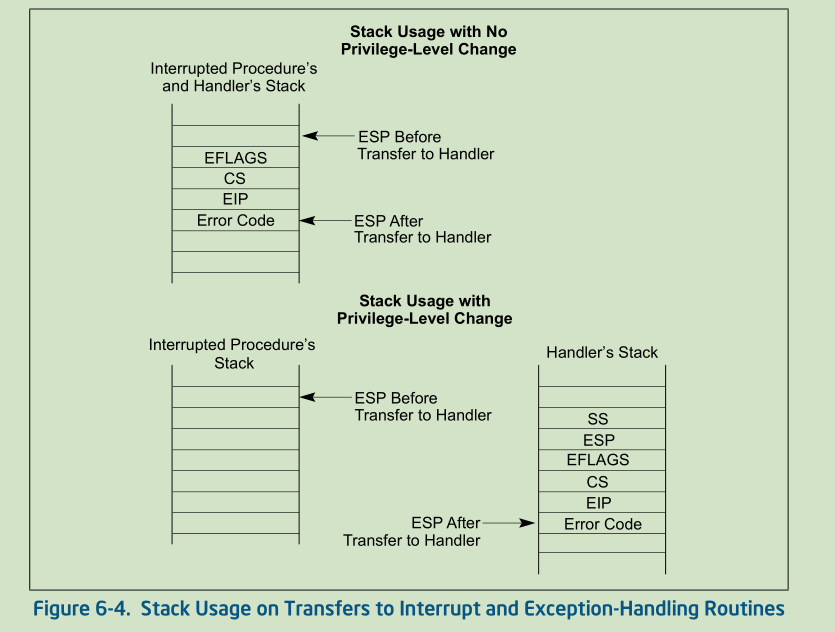 Stack Usage with No
Privilege-Level Change
Interrupted Procedure's
and Handler's Stack
ESP Before
Transfer to Handler
EFLAGS
CS
EIP
Error Code
ESP After
Transfer to Handler
Stack Usage with
Privilege-Level Change
Interrupted Procedure's
Stack
Handler's Stack
ESP Before
Transfer to Handler
SS
ESP
EFLAGS
CS
EIP
ESP After
Transfer to Handler
Error Code
Figure 6-4. Stack Usage on Transfers to Interrupt and Exception-Handling Routines